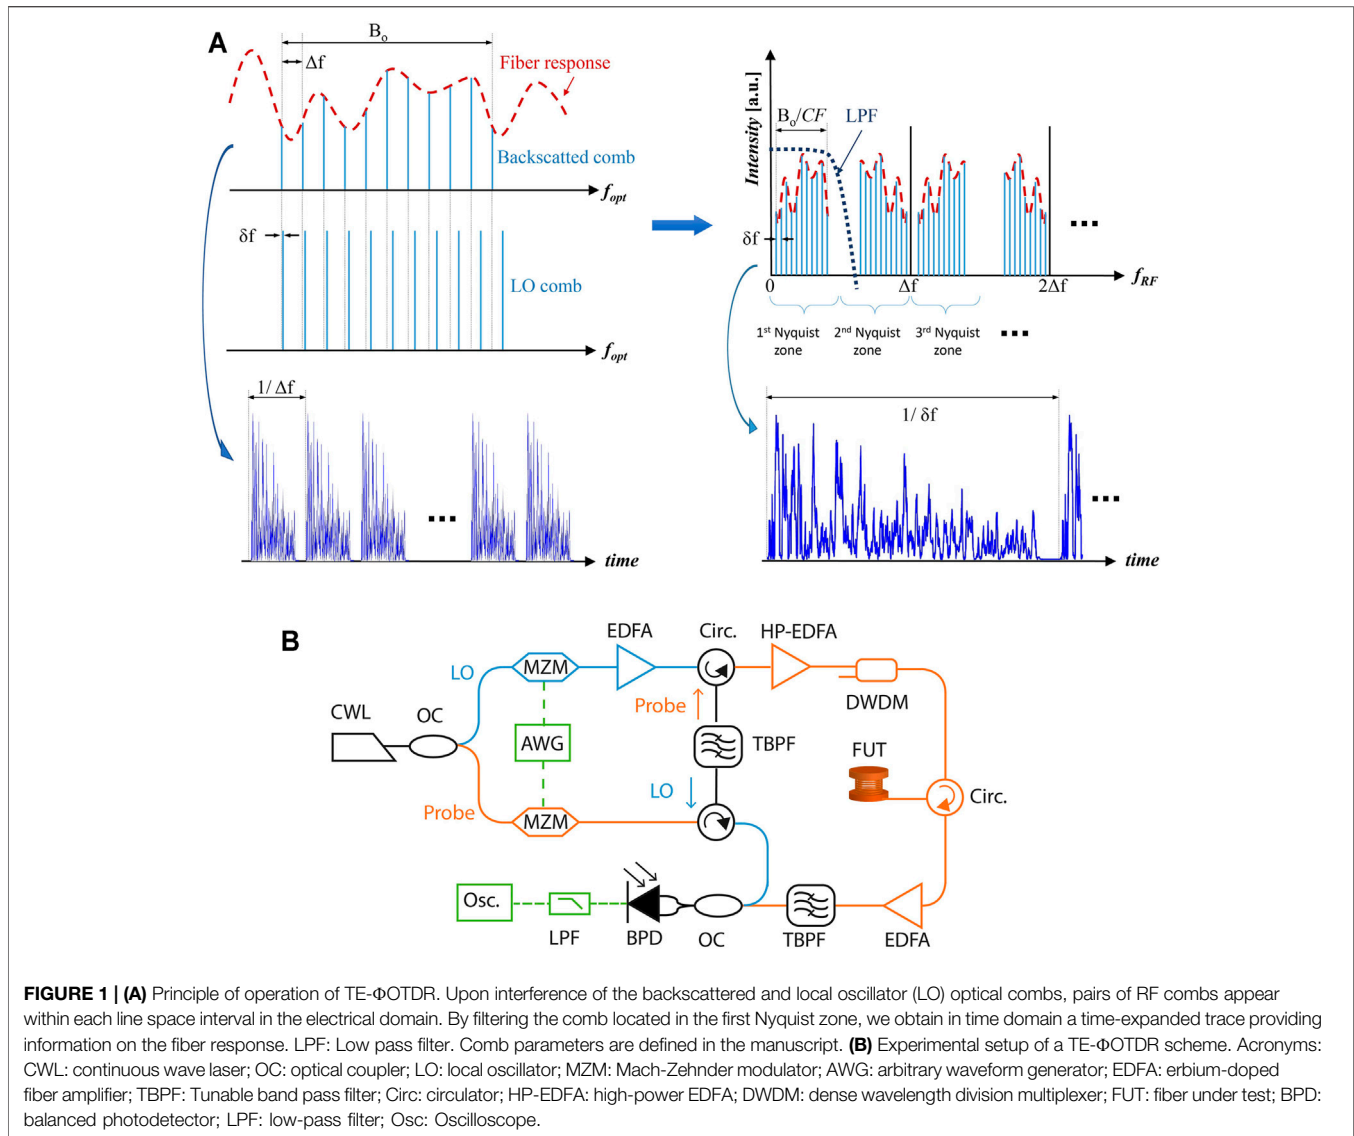 A
B₀
Δf
Fiber response
Backscatted comb
f_opt
δf
LO comb
f_opt
1/ Δf
...
time
Intensity [a.u.]
B₀/CF
LPF
δf
...
0
Δf
2Δf
f_RF
1st Nyquist zone
2nd Nyquist zone
3rd Nyquist zone
...
1/ δf
...
time
B
EDFA
Circ.
HP-EDFA
LO
MZM
Probe
DWDM
CWL
OC
AWG
TBPF
FUT
LO
Circ.
Probe
MZM
Osc.
LPF
BPD
OC
TBPF
EDFA
FIGURE 1 | (A) Principle of operation of TE-ΦOTDR. Upon interference of the backscattered and local oscillator (LO) optical combs, pairs of RF combs appear
within each line space interval in the electrical domain. By filtering the comb located in the first Nyquist zone, we obtain in time domain a time-expanded trace providing
information on the fiber response. LPF: Low pass filter. Comb parameters are defined in the manuscript. (B) Experimental setup of a TE-ΦOTDR scheme. Acronyms:
CWL: continuous wave laser; OC: optical coupler; LO: local oscillator; MZM: Mach-Zehnder modulator; AWG: arbitrary waveform generator; EDFA: erbium-doped
fiber amplifier; TBPF: Tunable band pass filter; Circ: circulator; HP-EDFA: high-power EDFA; DWDM: dense wavelength division multiplexer; FUT: fiber under test; BPD:
balanced photodetector; LPF: low-pass filter; Osc: Oscilloscope.